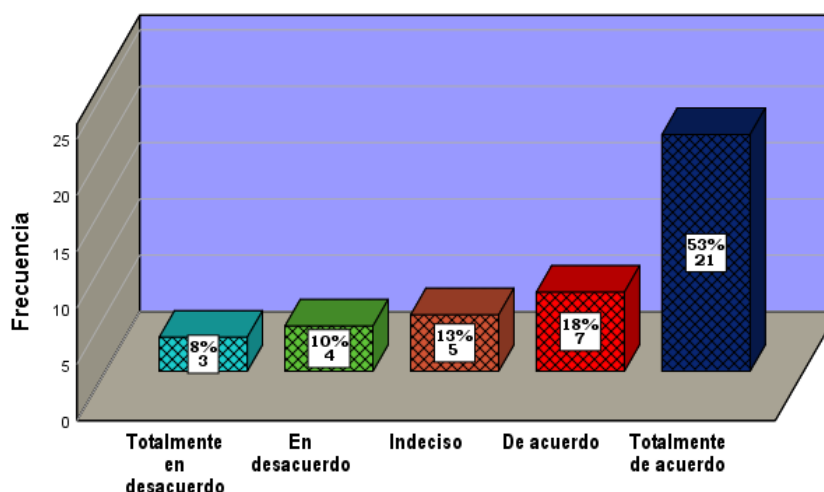 Frecuencia
25
20
15
10
5
0
8%
3
10%
4
13%
5
18%
7
53%
21
Totalmente
en
desacuerdo
En
desacuerdo
Indeciso
De acuerdo
Totalmente
de acuerdo